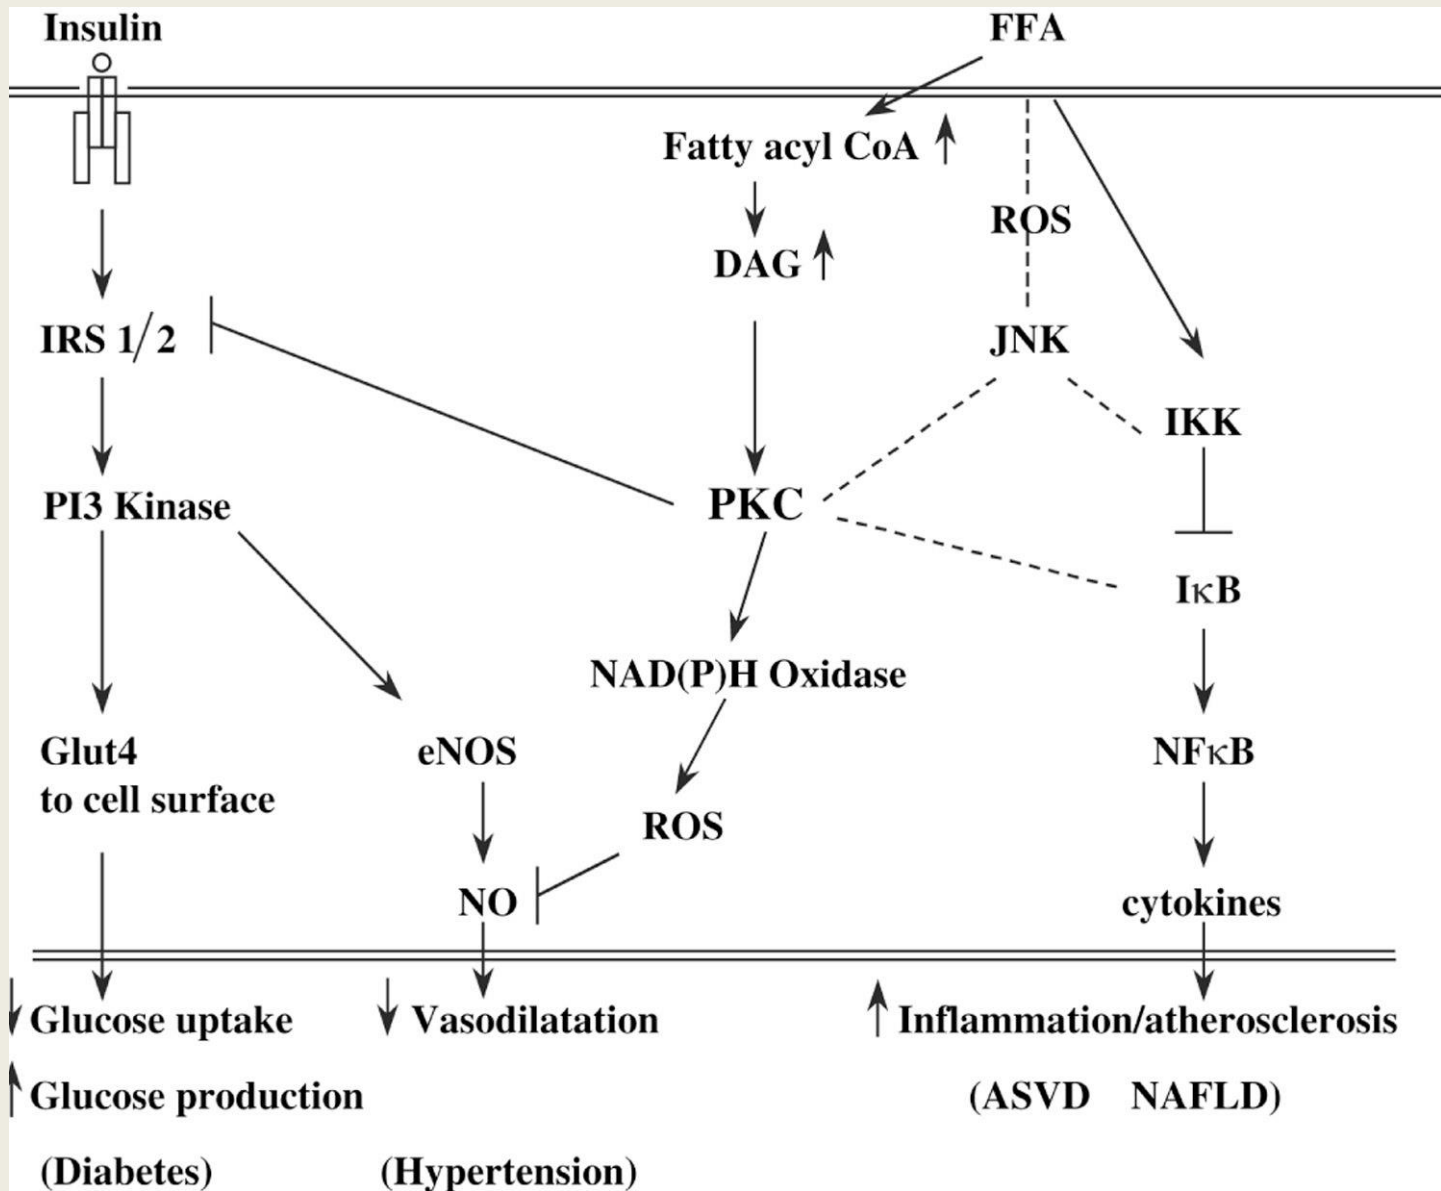 Insulin
FFA
Fatty acyl CoA
ROS
DAG
IRS 1/2
JNK
IKK
PI3 Kinase
PKC
IκB
NAD(P)H Oxidase
Glut4
to cell surface
eNOS
NFκB
ROS
NO
cytokines
Glucose uptake
Vasodilatation
Inflammation/atherosclerosis
Glucose production
(ASVD NAFLD)
(Diabetes)
(Hypertension)